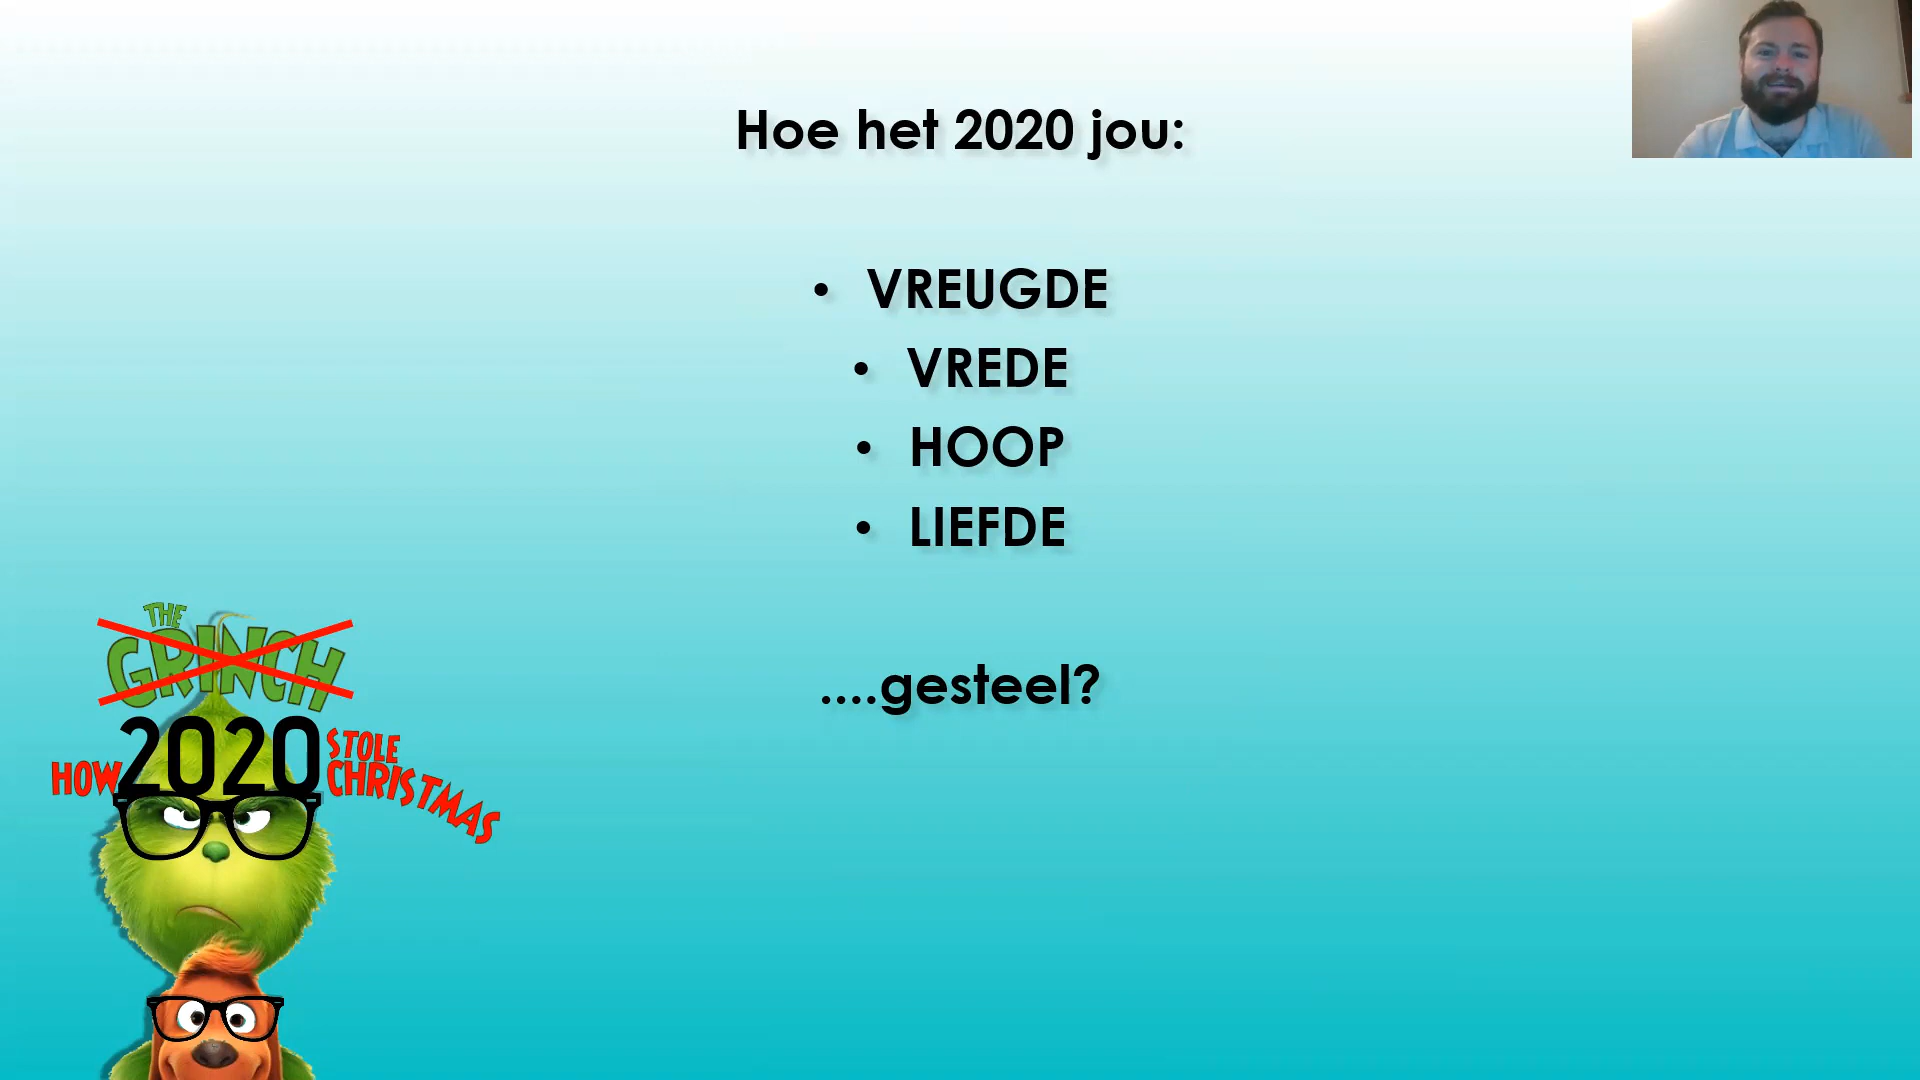 Hoe het 2020 jou:
• VREUGDE
• VREDE
• HOOP
• LIEFDE
....gesteel?
THE
GRINCH
HOW 2020 STOLE
CHRISTMAS